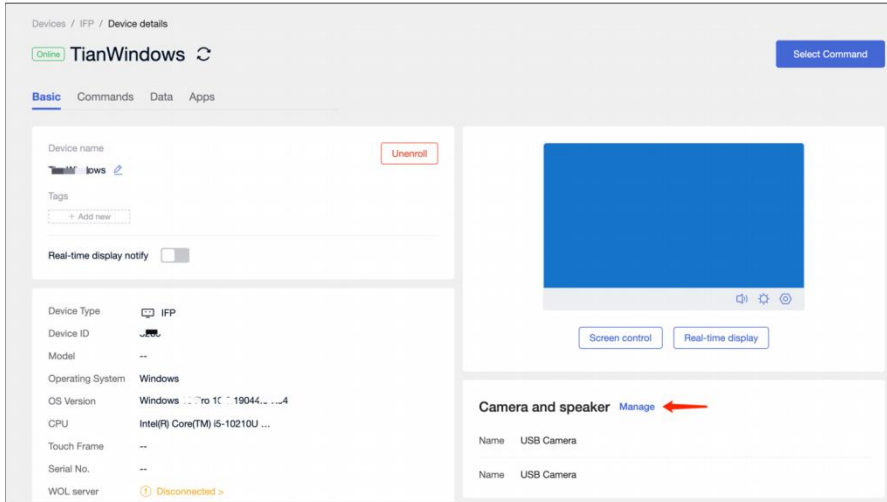 Devices / IFP / Device details
Online TianWindows
Select Command
Basic Commands Data Apps
Device name
Unenroll
lows
Tags
+ Add new
Real-time display notify
Screen control Real-time display
Device Type IFP
Device ID
Model --
Operating System Windows
OS Version Windows
CPU Intel(R) Core(TM) i5-10210U ...
Touch Frame --
Serial No. --
WOL server Disconnected >
Camera and speaker Manage
Name USB Camera
Name USB Camera